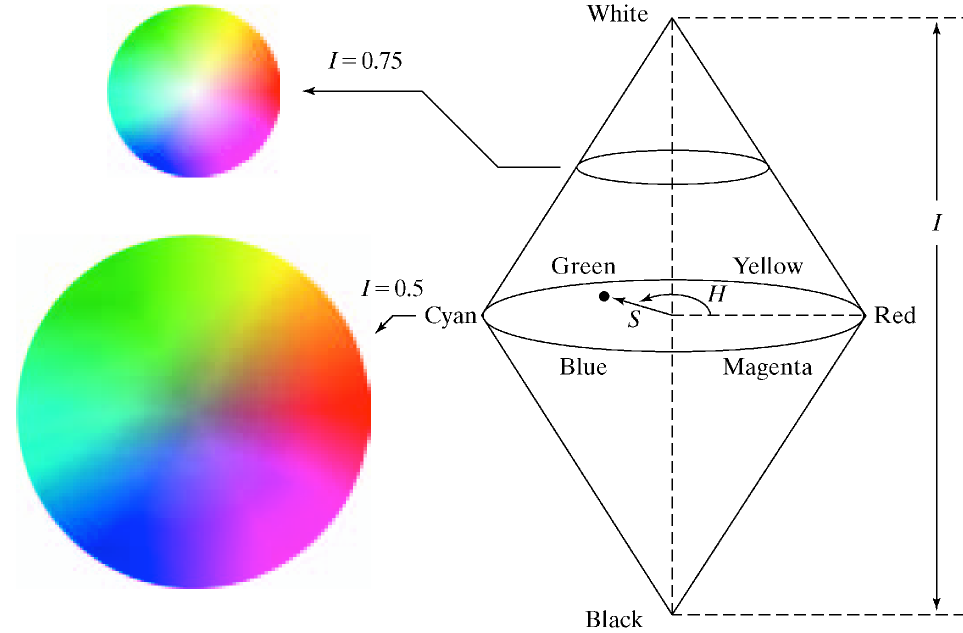 White
I = 0.75
I
Green
Yellow
I = 0.5
H
Cyan
S
Red
Blue
Magenta
Black